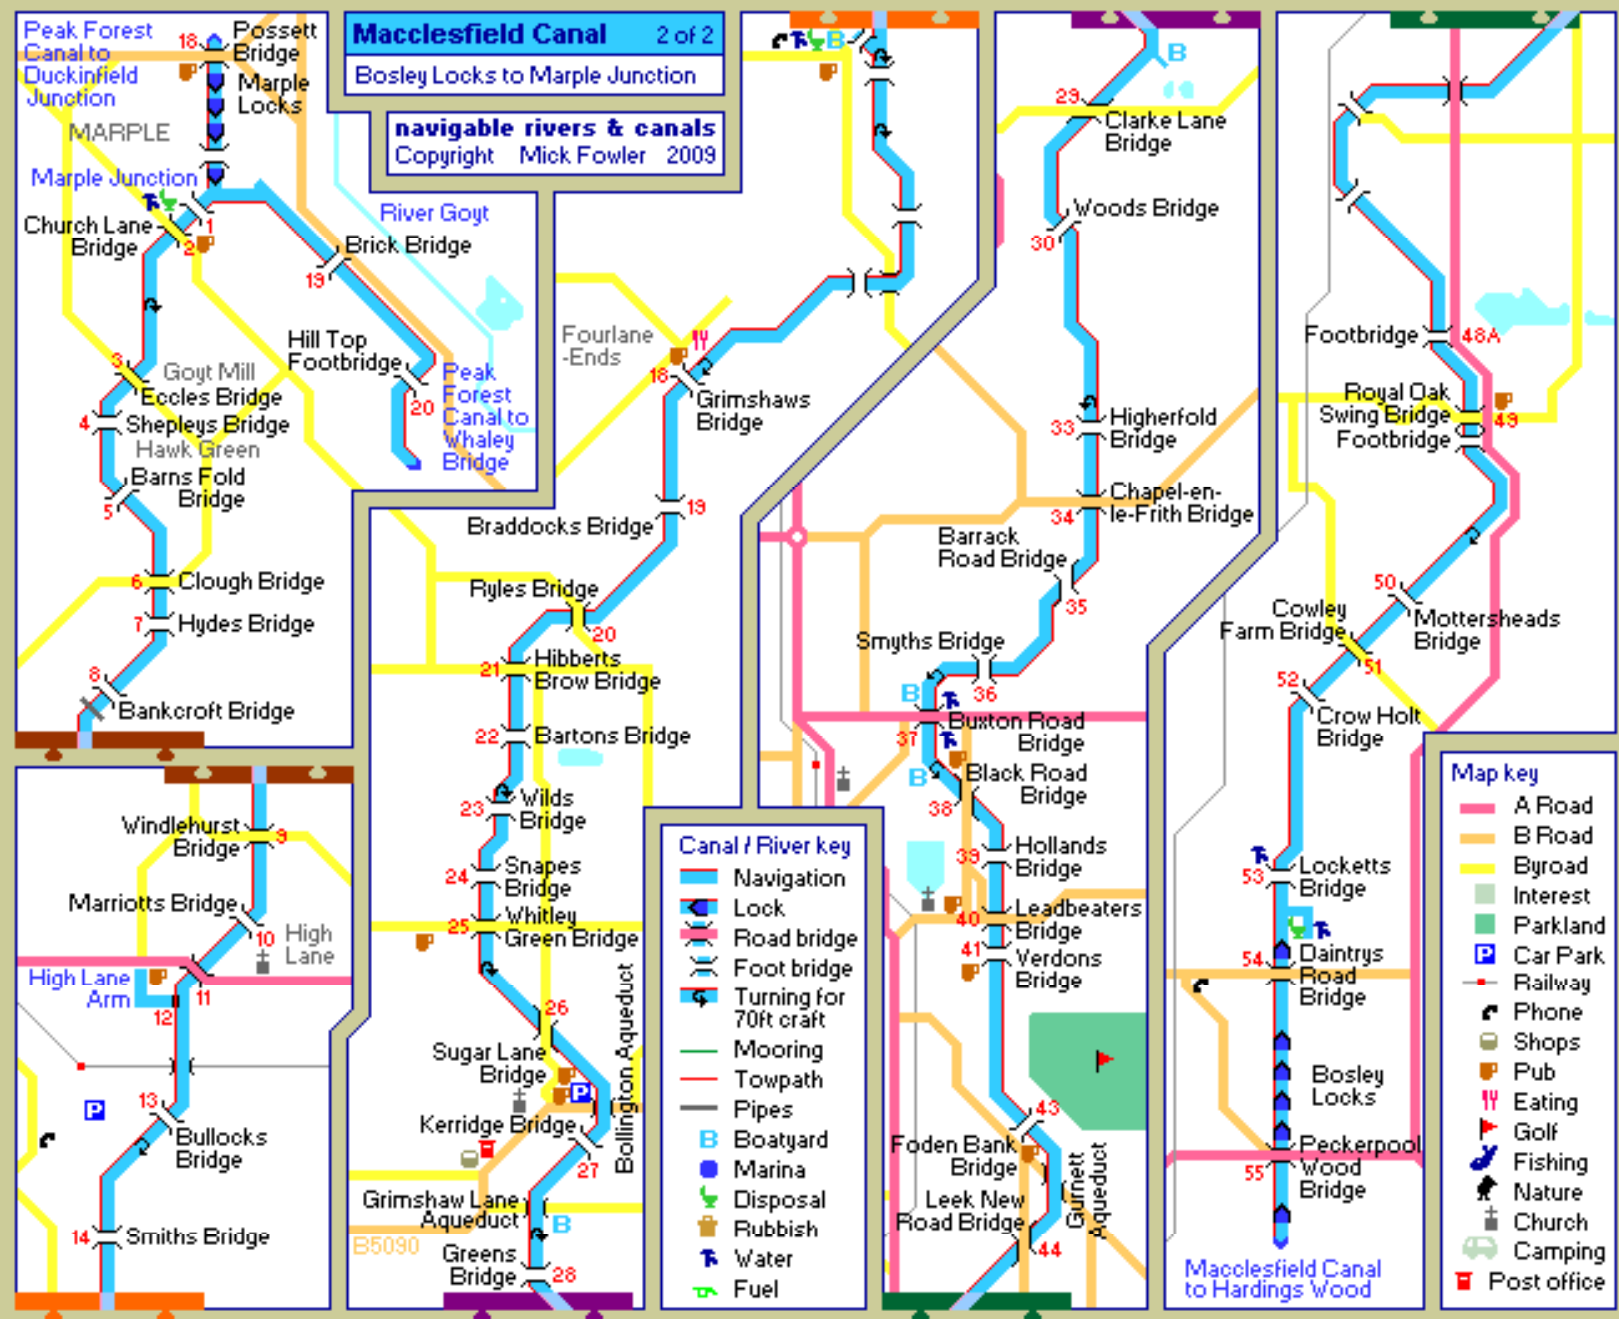 Macclesfield Canal 2 of 2
Bosley Locks to Marple Junction
navigable rivers & canals
Copyright Mick Fowler 2009
Peak Forest
Canal to
Duckinfield
Junction
18
Possett
Bridge
Marple
Locks
MARPLE
Marple Junction
1
Church Lane
Bridge
2
River Goyt
Brick Bridge
19
Hill Top
Footbridge
20
Peak
Forest
Canal to
Whaley
Bridge
3
Goyt Mill
Eccles Bridge
4
Shepleys Bridge
Hawk Green
Barns Fold
Bridge
5
6
Clough Bridge
7
Hydes Bridge
8
Bankcroft Bridge
Windlehurst
Bridge
9
Marriotts Bridge
10
High
Lane
High Lane
Arm
11
12
P
13
Bullocks
Bridge
14
Smiths Bridge
B
Fourlane
-Ends
18
Grimshaws
Bridge
19
Braddocks Bridge
Ryles Bridge
20
21
Hibberts
Brow Bridge
22
Bartons Bridge
23
Wilds
Bridge
24
Snapes
Bridge
25
Whitley
Green Bridge
26
Sugar Lane
Bridge
P
Bollington Aqueduct
Kerridge Bridge
27
Grimshaw Lane
Aqueduct
B
B5090
Greens
Bridge
28
B
29
Clarke Lane
Bridge
Woods Bridge
30
33
Higherfold
Bridge
34
Chapel-en-
le-Frith Bridge
Barrack
Road Bridge
35
Smyths Bridge
36
B
37
Buxton Road
Bridge
B
38
Black Road
Bridge
39
Hollands
Bridge
40
Leadbeaters
Bridge
41
Verdons
Bridge
43
Foden Bank
Bridge
Gurnett
Aqueduct
Leek New
Road Bridge
44
Footbridge
48A
Royal Oak
Swing Bridge
49
Footbridge
50
Mottersheads
Bridge
Cowley
Farm Bridge
51
52
Crow Holt
Bridge
53
Locketts
Bridge
54
Daintrys
Road
Bridge
Bosley
Locks
55
Peckerpool
Wood
Bridge
Macclesfield Canal
to Hardings Wood
Canal / River key
Navigation
Lock
Road bridge
Foot bridge
Turning for
70ft craft
Mooring
Towpath
Pipes
B Boatyard
Marina
Disposal
Rubbish
Water
Fuel
Map key
A Road
B Road
Byroad
Interest
Parkland
P Car Park
Railway
Phone
Shops
Pub
Eating
Golf
Fishing
Nature
Church
Camping
Post office